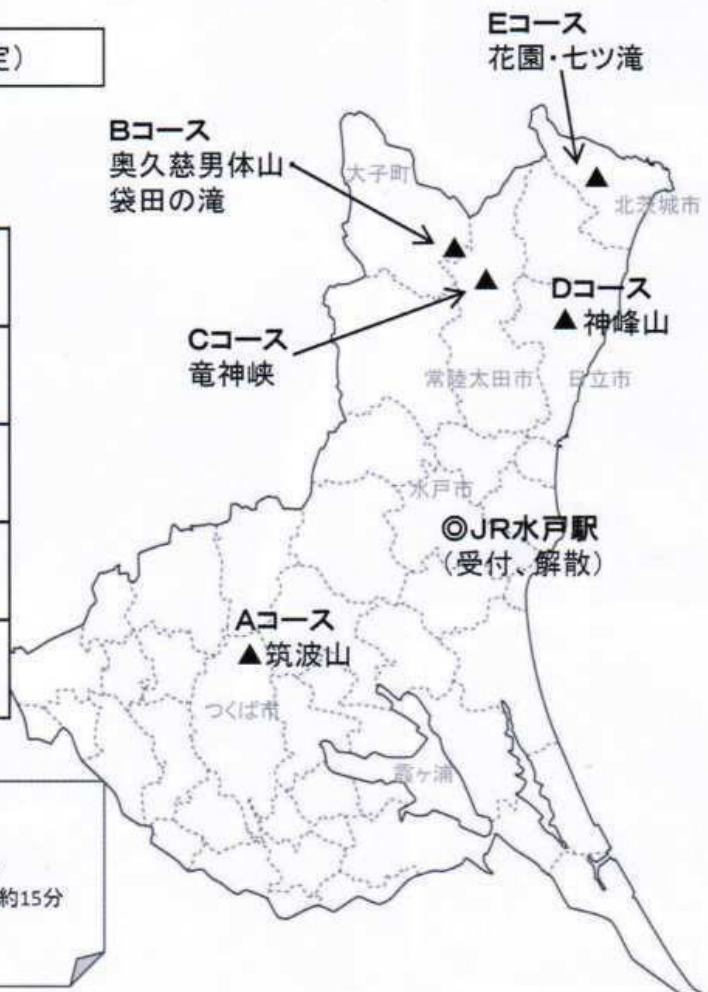 定)
Eコース
花園・七ツ滝
Bコース
奥久慈男体山
袋田の滝
大子町
北茨城市
Dコース
神峰山
Cコース
竜神峡
常陸太田市
日立市
水戸市
◎JR水戸駅
(受付、解散)
Aコース
筑波山
つくば市
霞ヶ浦
約15分